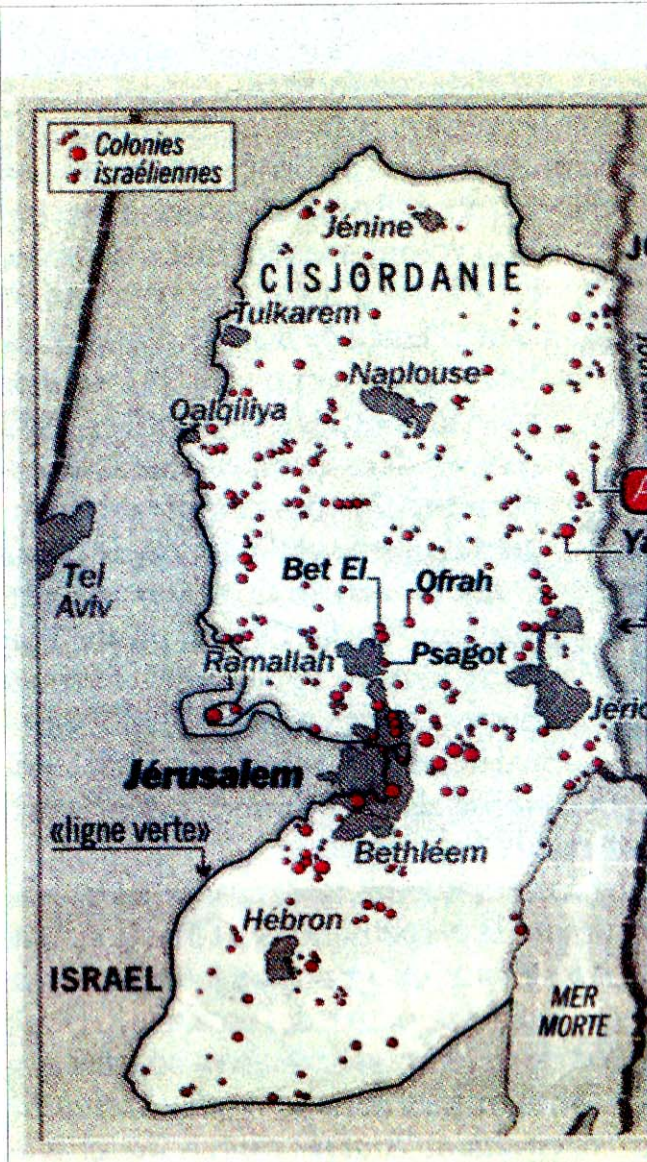 Colonies
israéliennes
Jénine
CISJORDANIE
Tulkarem
Naplouse
Qalqiliya
Tel
Aviv
Bet El
Ofrah
Ramallah
Psagot
Jérusalem
«ligne verte»
Bethléem
Hébron
ISRAEL
MER
MORTE